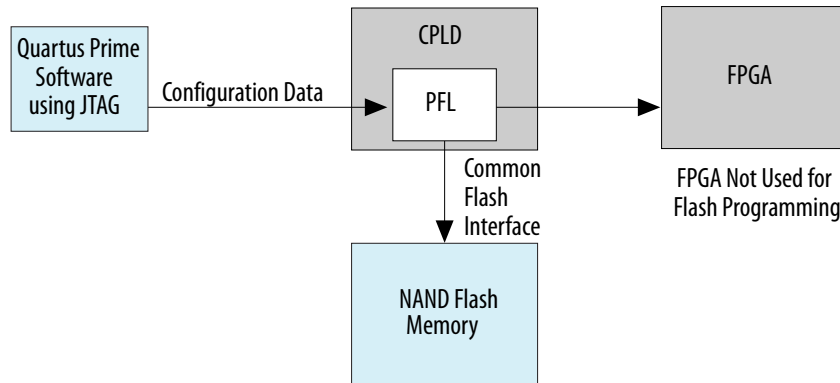 Quartus Prime
Software
using JTAG
Configuration Data
CPLD
PFL
FPGA
Common
Flash
Interface
FPGA Not Used for
Flash Programming
NAND Flash
Memory